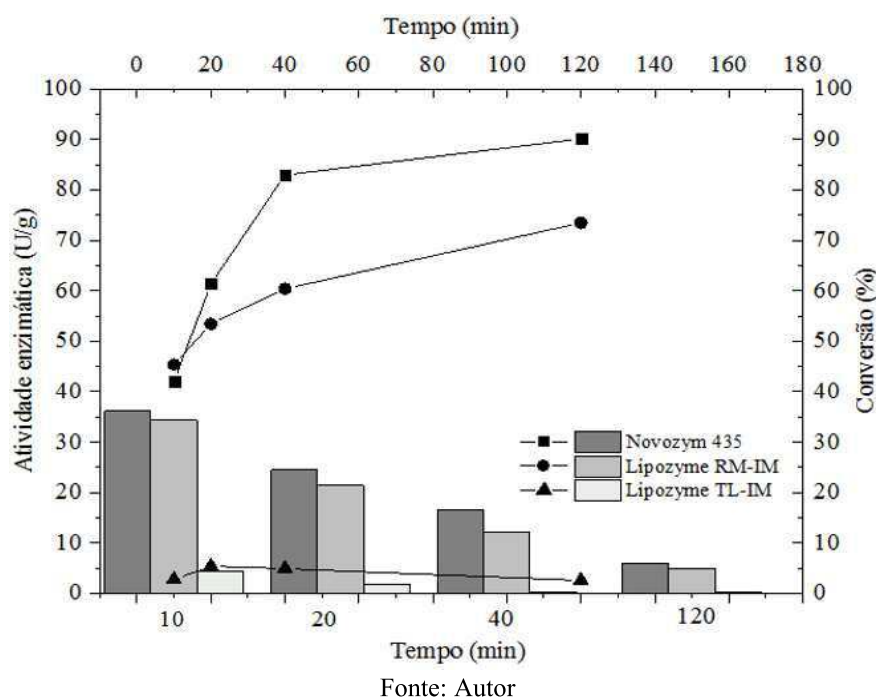 Tempo (min)
0 20 40 60 80 100 120 140 160 180
100 100
90 90
80 80
70 70
60 60
50 50
40 40
30 30
20 20
10 10
0 0
Atividade enzimática (U/g)
Conversão (%)
Novozym 435
Lipozyme RM-IM
Lipozyme TL-IM
10 20 40 120
Tempo (min)
Fonte: Autor